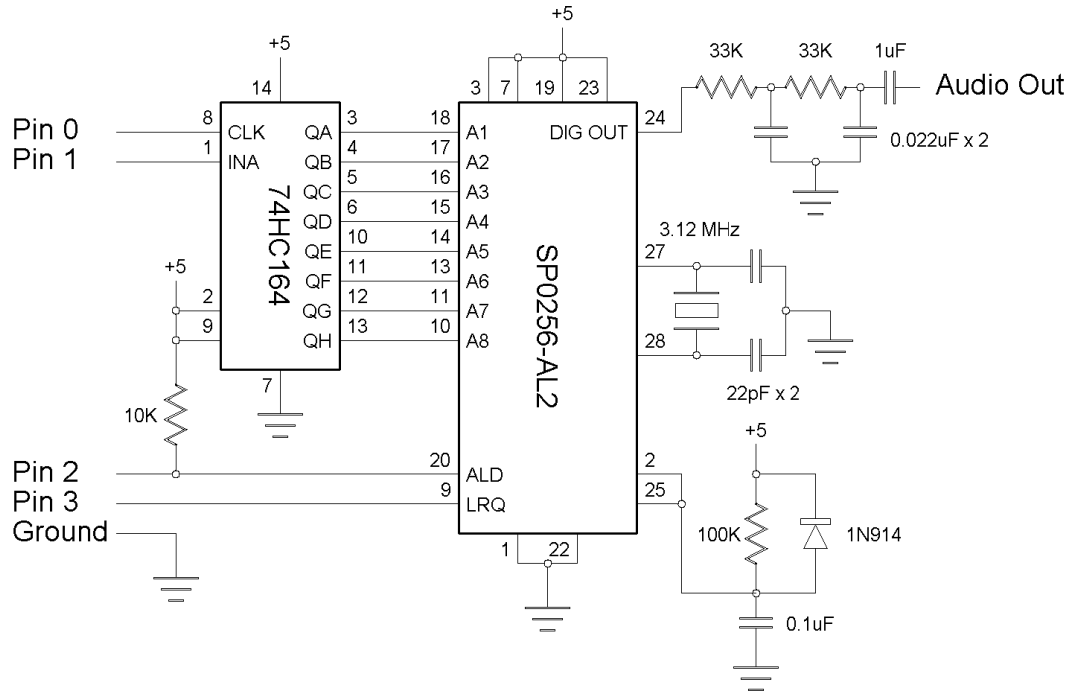 +5
+5
33K
33K
1uF
Audio Out
14
3
7
19
23
24
DIG OUT
0.022uF x 2
Pin 0
8
CLK
QA
3
18
A1
Pin 1
1
INA
QB
4
17
A2
QC
5
16
A3
QD
6
15
A4
QE
10
14
A5
QF
11
13
A6
QG
12
11
A7
QH
13
10
A8
74HC164
SP0256-AL2
3.12 MHz
27
28
22pF x 2
+5
2
9
7
10K
+5
Pin 2
20
ALD
2
Pin 3
9
LRQ
25
Ground
100K
1N914
1
22
0.1uF